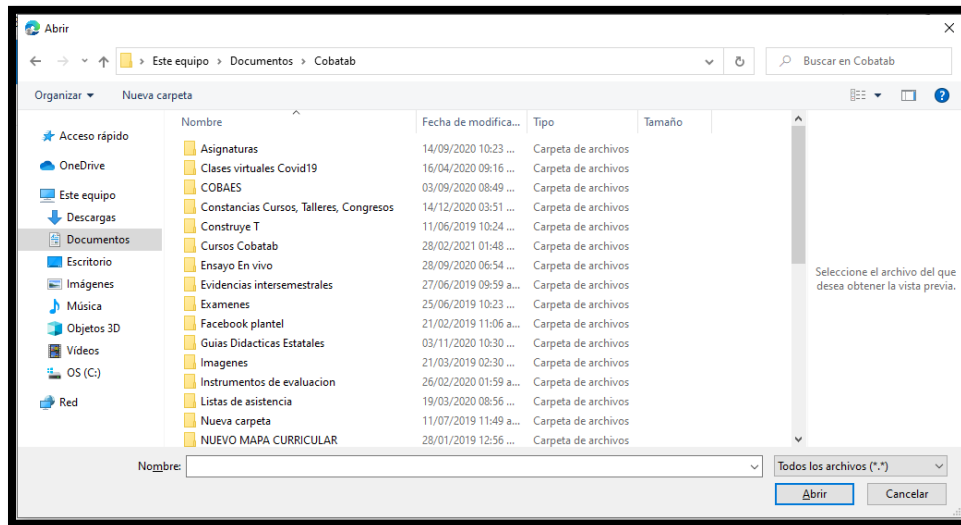 Abrir
Este equipo > Documentos > Cobatab
Buscar en Cobatab
Organizar
Nueva carpeta
Nombre Fecha de modifica... Tipo Tamaño
Acceso rápido
OneDrive
Este equipo
Descargas
Documentos
Escritorio
Imágenes
Música
Objetos 3D
Vídeos
OS (C:)
Red
Asignaturas 14/09/2020 10:23 ... Carpeta de archivos
Clases virtuales Covid19 16/04/2020 09:16 ... Carpeta de archivos
COBAES 03/09/2020 08:49 ... Carpeta de archivos
Constancias Cursos, Talleres, Congresos 14/12/2020 03:51 ... Carpeta de archivos
Construye T 11/06/2019 10:24 ... Carpeta de archivos
Cursos Cobatab 28/02/2021 01:48 ... Carpeta de archivos
Ensayo En vivo 28/09/2020 06:54 ... Carpeta de archivos
Evidencias intersemestrales 27/06/2019 09:59 a... Carpeta de archivos
Examenes 25/06/2019 10:23 ... Carpeta de archivos
Facebook plantel 21/02/2019 11:06 a... Carpeta de archivos
Guias Didacticas Estatales 03/11/2020 10:30 ... Carpeta de archivos
Imagenes 21/03/2019 02:30 ... Carpeta de archivos
Instrumentos de evaluacion 26/02/2020 01:59 a... Carpeta de archivos
Listas de asistencia 19/03/2020 08:56 ... Carpeta de archivos
Nueva carpeta 11/07/2019 11:49 a... Carpeta de archivos
NUEVO MAPA CURRICULAR 28/01/2019 12:56 ... Carpeta de archivos
Seleccione el archivo del que
desea obtener la vista previa.
Nombre:
Todos los archivos (*.*)
Abrir
Cancelar